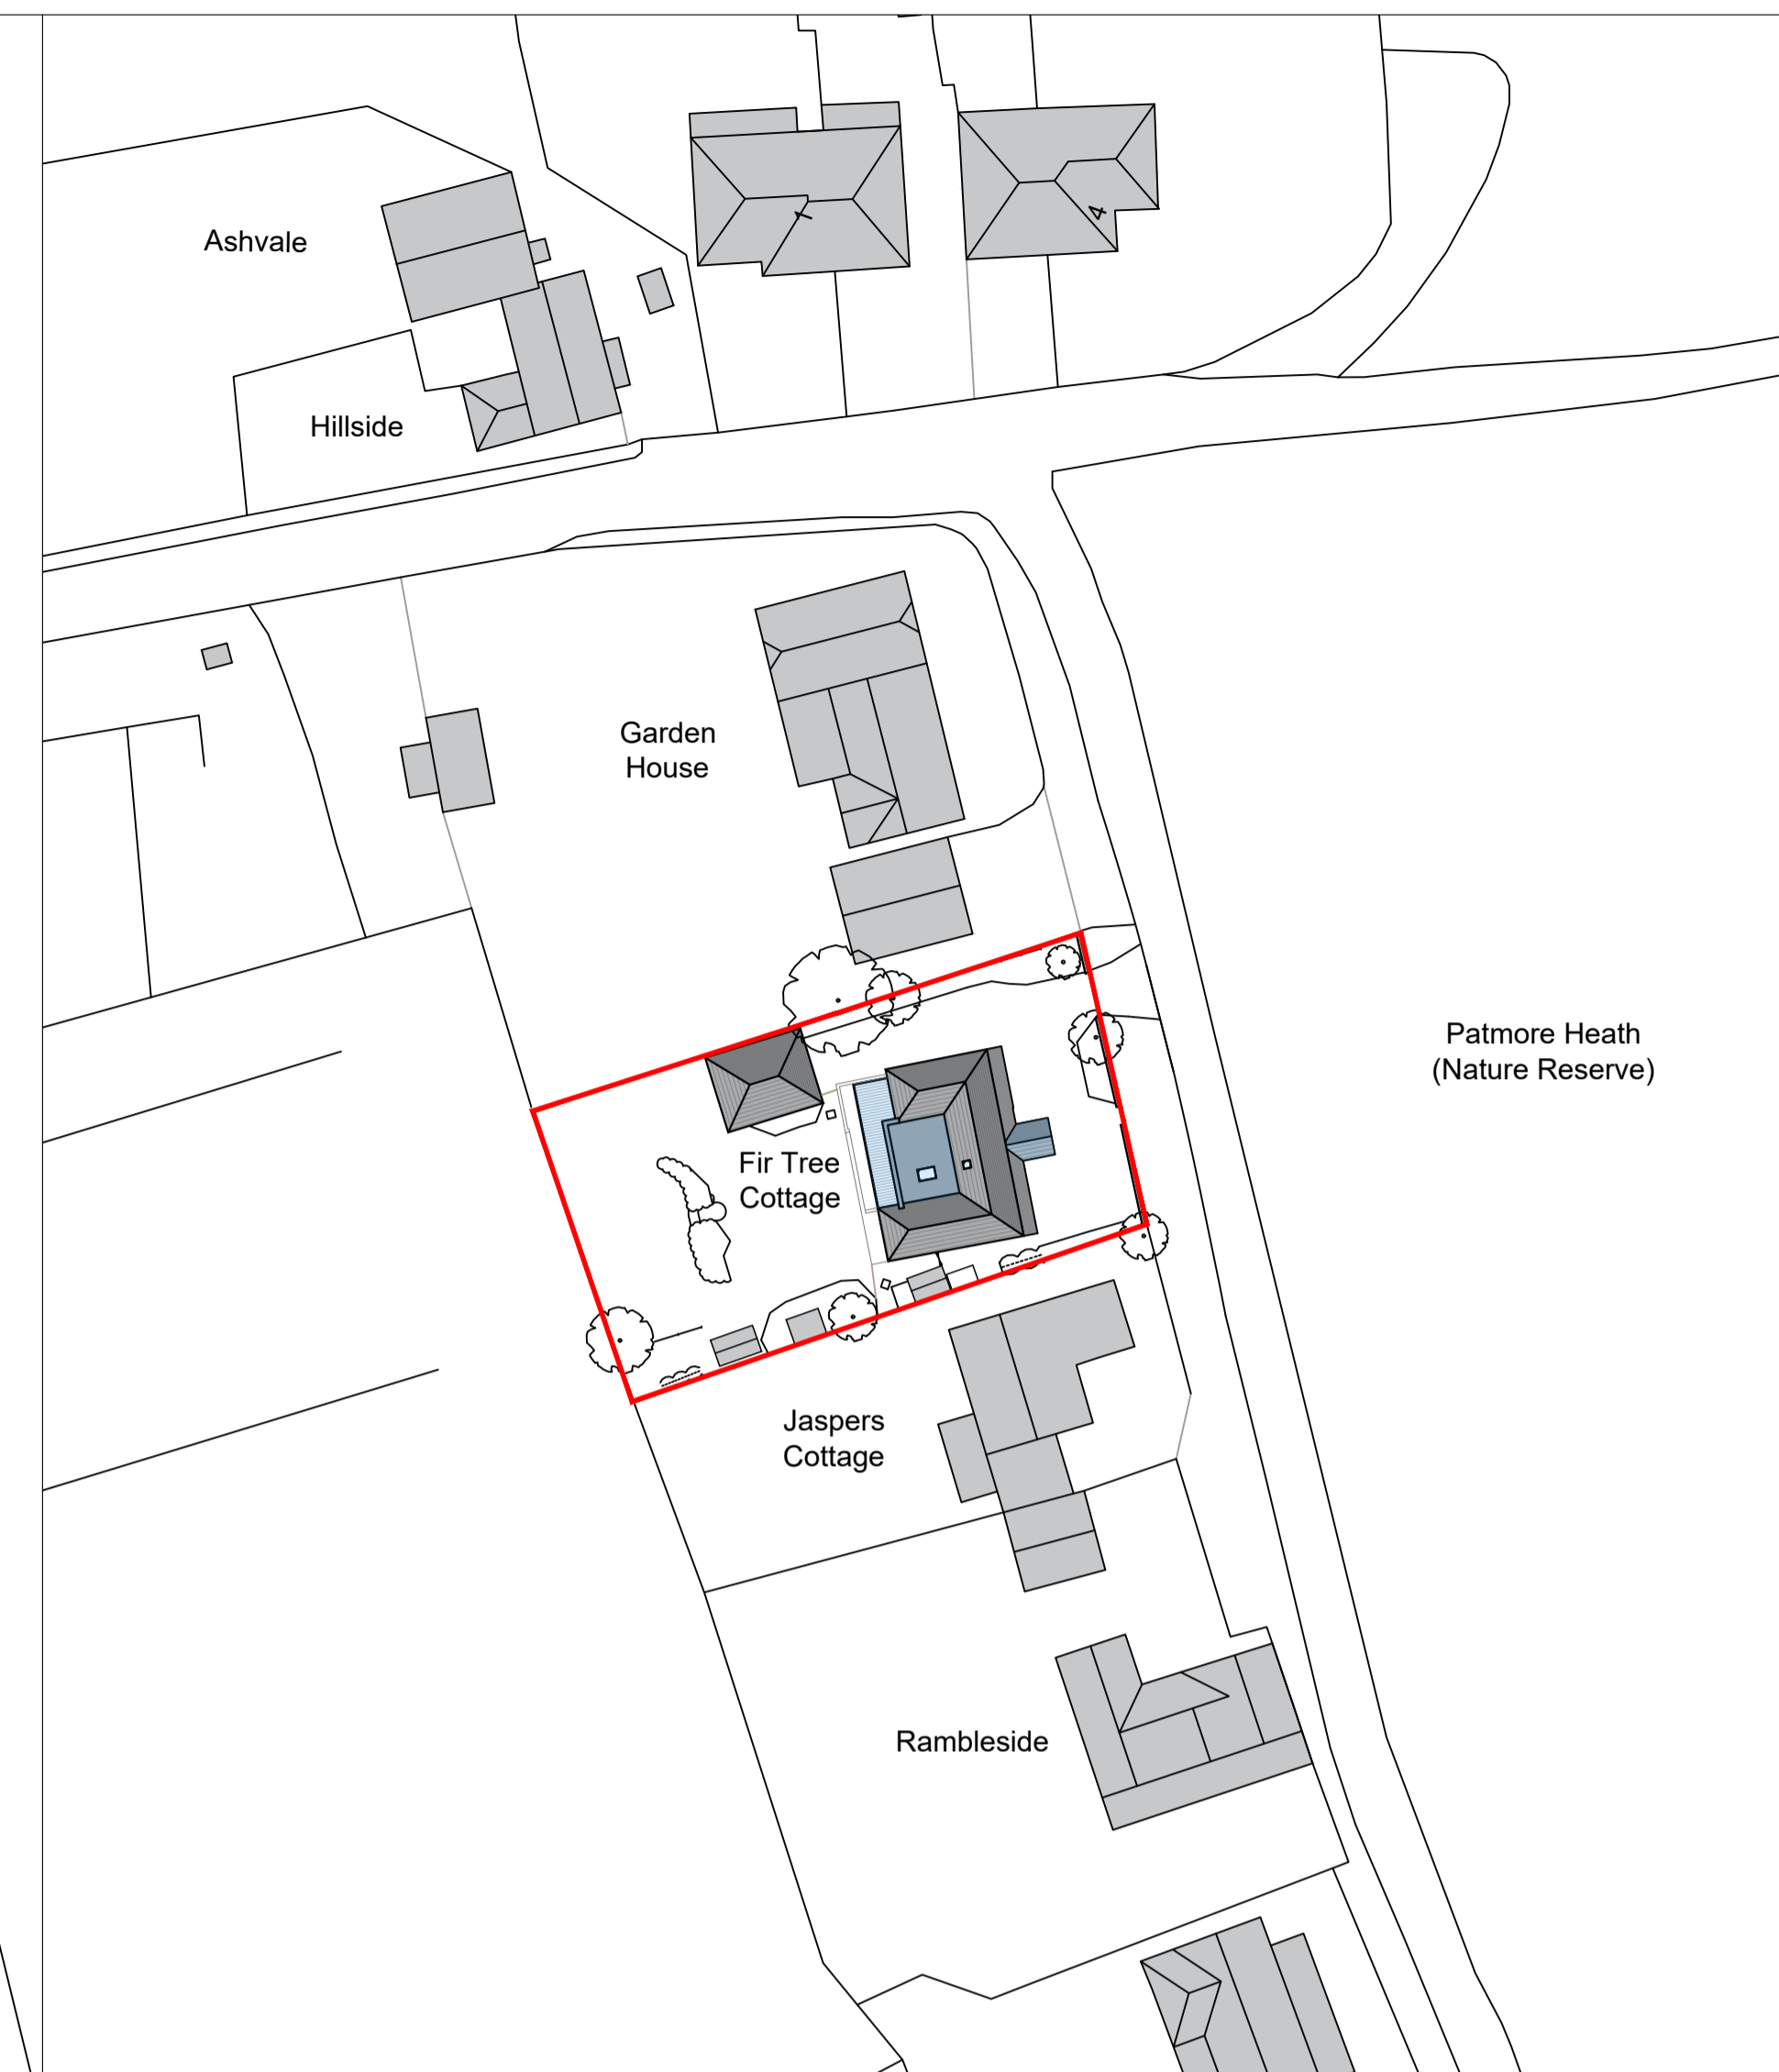 1
4
Ashvale
Hillside
Garden
House
Patmore Heath
(Nature Reserve)
Fir Tree
Cottage
Jaspers
Cottage
Rambleside